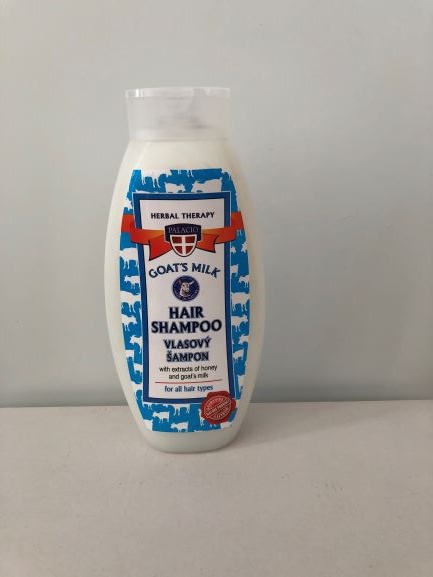 HERBAL THERAPY
PALACIO
GOAT'S MILK
HAIR
SHAMPOO
VLASOVÝ
ŠAMPON
with extracts of honey
and goat's milk
for all hair types